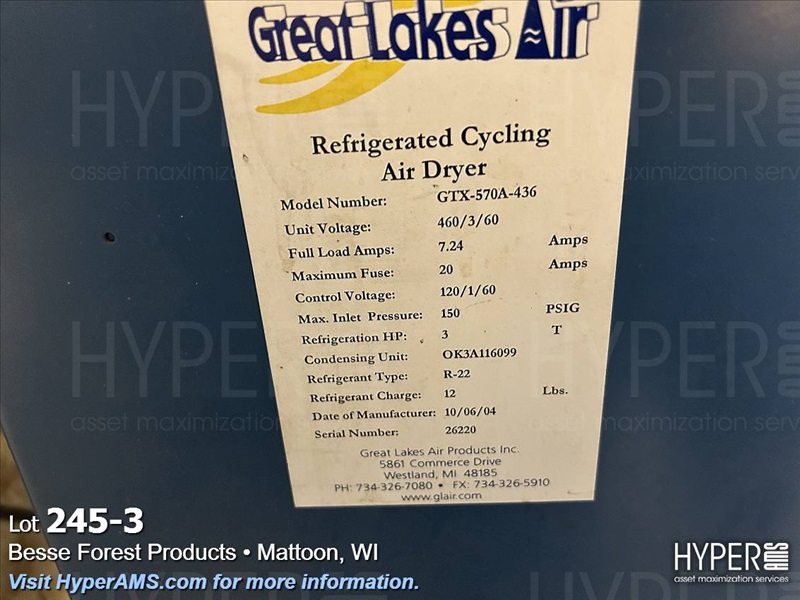 Great Lakes Air
Refrigerated Cycling
Air Dryer
Model Number: GTX-570A-436
Unit Voltage: 460/3/60
Full Load Amps: 7.24 Amps
Maximum Fuse: 20 Amps
Control Voltage: 120/1/60
Max. Inlet Pressure: 150 PSIG
Refrigeration HP: 3 T
Condensing Unit: OK3A116099
Refrigerant Type: R-22
Refrigerant Charge: 12 Lbs.
Date of Manufacturer: 10/06/04
Serial Number: 26220
Great Lakes Air Products Inc.
5861 Commerce Drive
Westland, MI 48185
PH: 734-326-7080 • FX: 734-326-5910
www.glair.com
Lot 245-3
Besse Forest Products • Mattoon, WI
Visit HyperAMS.com for more information.
HYPER AMS
asset maximization services